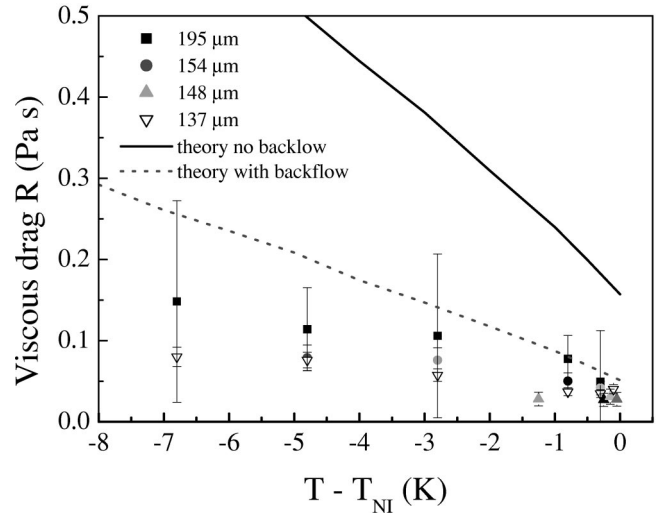 0.5
0.4
0.3
0.2
0.1
0.0
Viscous drag R (Pa s)
195 µm
154 µm
148 µm
137 µm
theory no backlow
theory with backflow
-8 -7 -6 -5 -4 -3 -2 -1 0
T - T_NI (K)